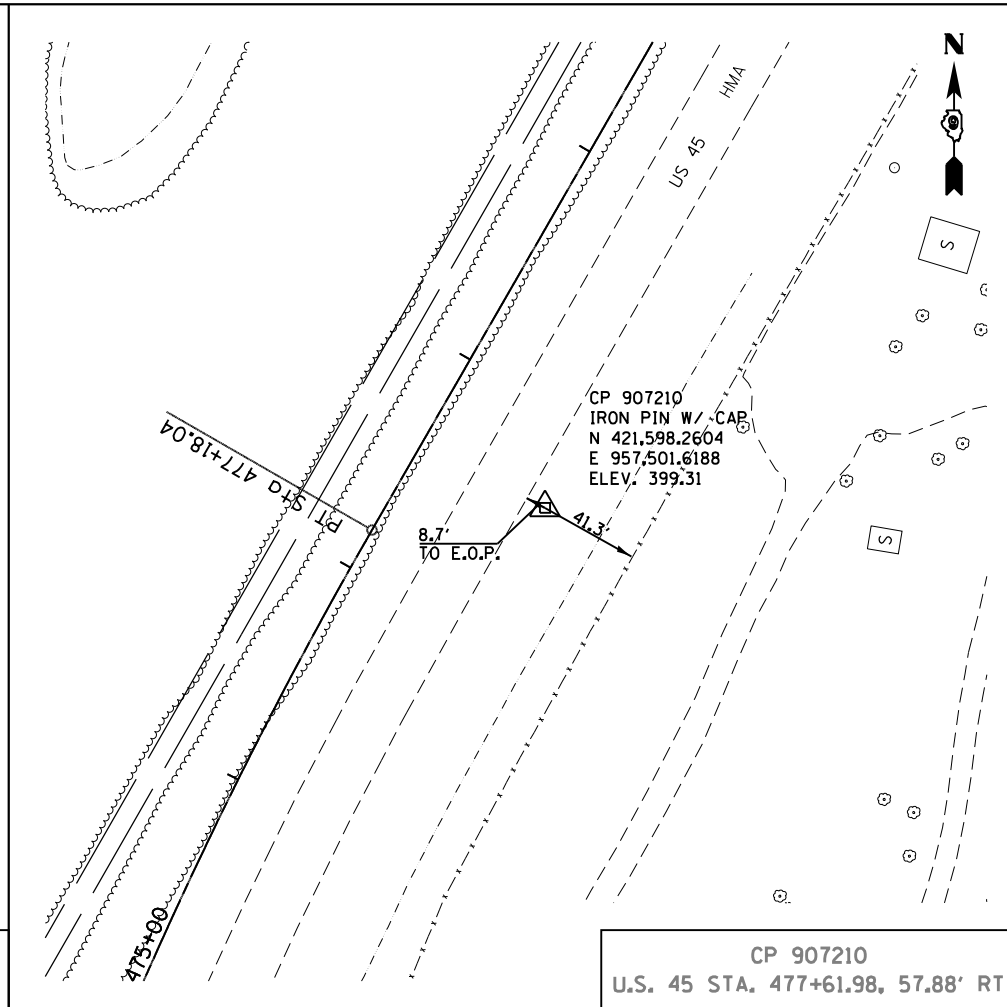 N
HMA
US 45
S
CP 907210
IRON PIN W/ CAP
N 421,598.2604
E 957,501.6188
ELEV. 399.31
PT Sta 477+18.04
41.3'
8.7'
TO E.O.P.
S
475+00
CP 907210
U.S. 45 STA. 477+61.98, 57.88' RT